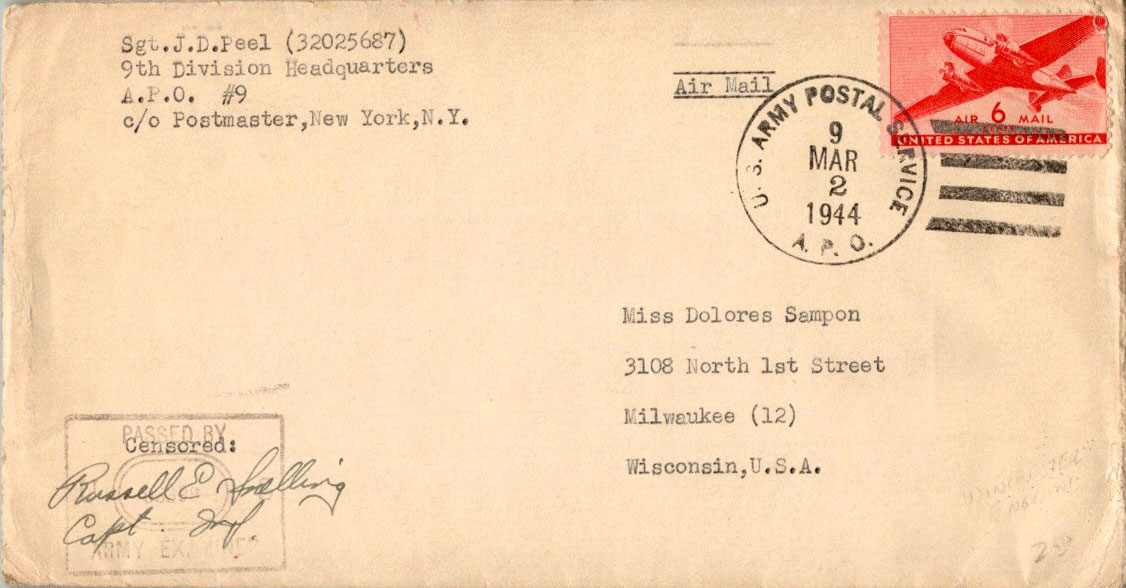 Sgt.J.D.Peel (32025687)
9th Division Headquarters
A.P.O. #9
c/o Postmaster,New York,N.Y.
Air Mail
U. S. ARMY POSTAL SERVICE
9
MAR
2
1944
A. P. O.
AIR 6 MAIL
CENTS
UNITED STATES OF AMERICA
Miss Dolores Sampon
3108 North 1st Street
Milwaukee (12)
Wisconsin,U.S.A.
PASSED BY
Censored:
Russell E
Capt. Inf.
ARMY EXAMINER